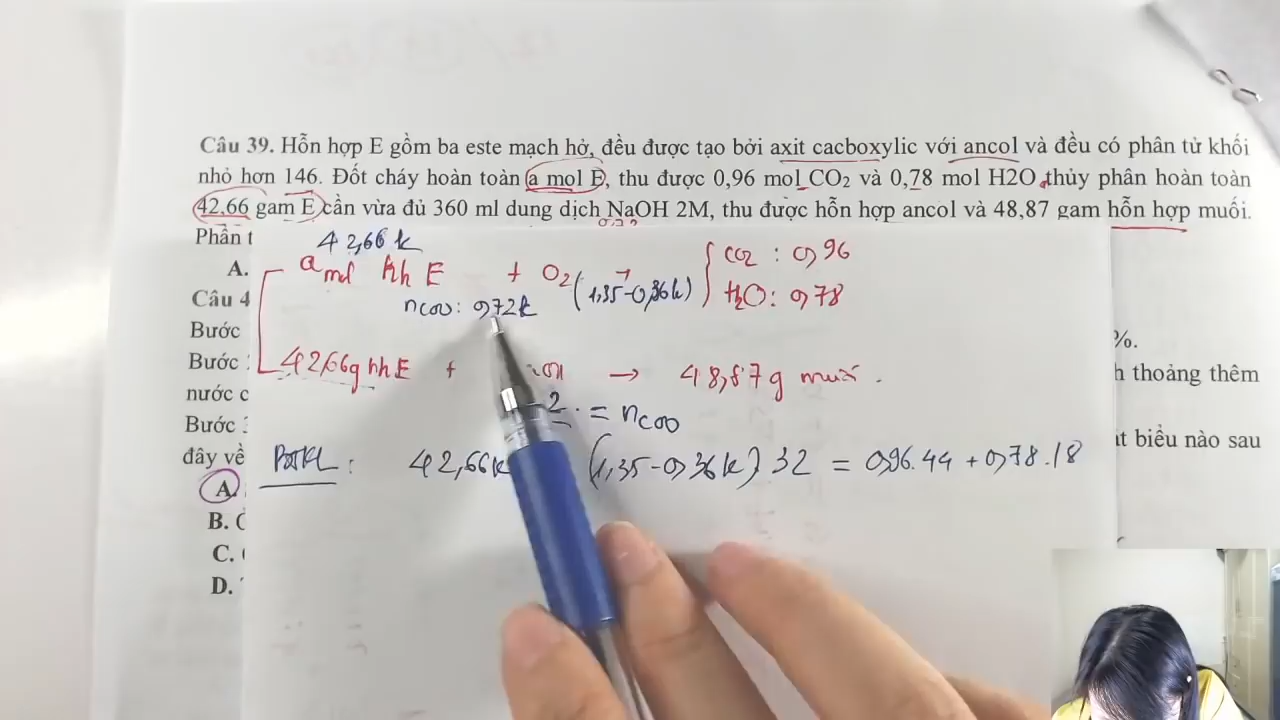 Câu 39. Hỗn hợp E gồm ba este mạch hở, đều được tạo bởi axit cacboxylic với ancol và đều có phân tử khối
nhỏ hơn 146. Đốt cháy hoàn toàn a mol E, thu được 0,96 mol CO2 và 0,78 mol H2O thủy phân hoàn toàn
42,66 gam E cần vừa đủ 360 ml dung dịch NaOH 2M, thu được hỗn hợp ancol và 48,87 gam hỗn hợp muối.
0,72
Phần t
42,66k
A.
a mol hh E + O2 → CO2 : 0,96
(1,35-0,36k)
Câu 4
nCOO: 0,72k
H2O: 0,78
Bước
%.
Bước
42,66g hh E + → 48,87g muối.
h thoảng thêm
nước c
2 = nCOO
Bước 3
ất biểu nào sau
đây về
BTKL: 42,66k (1,35-0,36k) 32 = 0,96.44 + 0,78.18
A.
B.
C.
D.